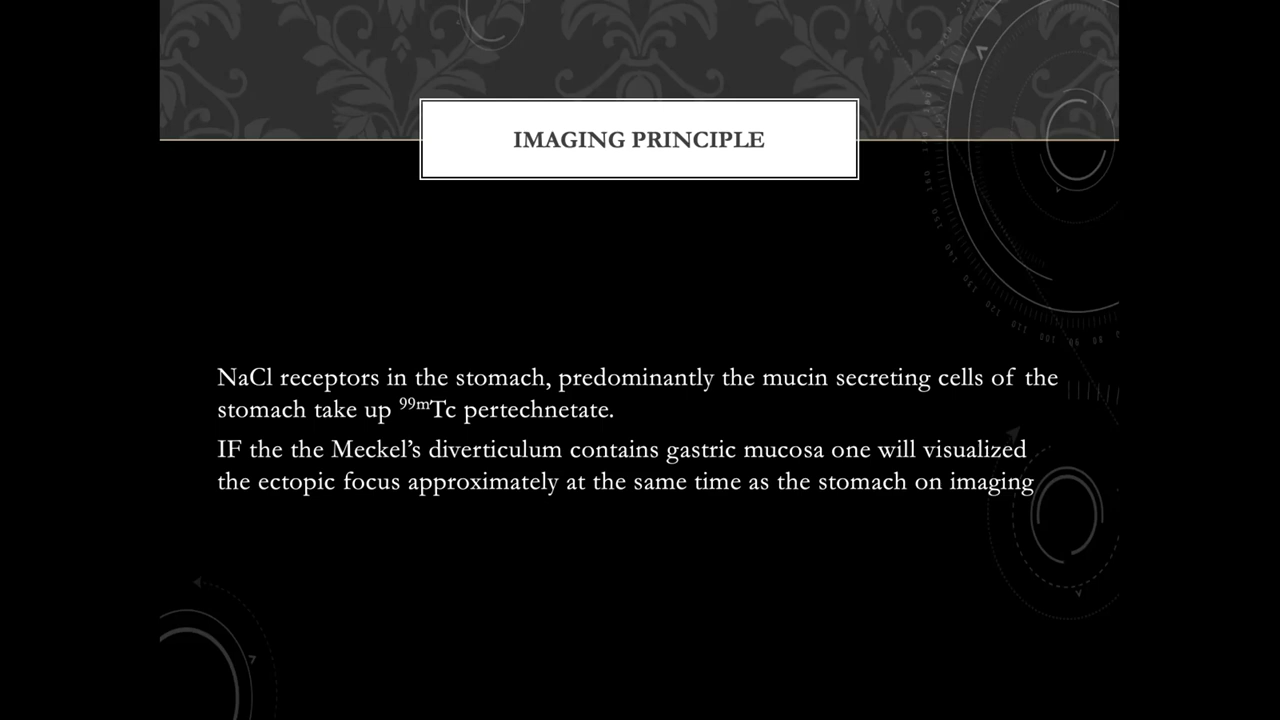 IMAGING PRINCIPLE
NaCl receptors in the stomach, predominantly the mucin secreting cells of the
stomach take up ⁹⁹ᵐTc pertechnetate.
IF the the Meckel’s diverticulum contains gastric mucosa one will visualized
the ectopic focus approximately at the same time as the stomach on imaging